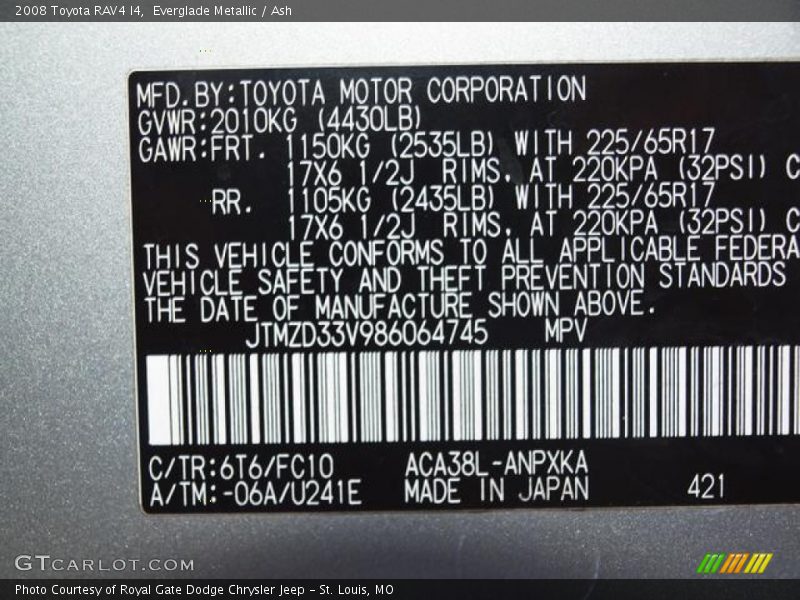 2008 Toyota RAV4 I4,  Everglade Metallic / Ash
MFD.BY:TOYOTA MOTOR CORPORATION
GVWR:2010KG (4430LB)
GAWR:FRT. 1150KG (2535LB) WITH 225/65R17
17X6 1/2J RIMS, AT 220KPA (32PSI) C
RR. 1105KG (2435LB) WITH 225/65R17
17X6 1/2J RIMS, AT 220KPA (32PSI) C
THIS VEHICLE CONFORMS TO ALL APPLICABLE FEDERA
VEHICLE SAFETY AND THEFT PREVENTION STANDARDS
THE DATE OF MANUFACTURE SHOWN ABOVE.
JTMZD33V986064745 MPV
C/TR:6T6/FC10 ACA38L-ANPXKA
A/TM:-06A/U241E MADE IN JAPAN 421
GTCARLOT.COM
Photo Courtesy of Royal Gate Dodge Chrysler Jeep – St. Louis, MO